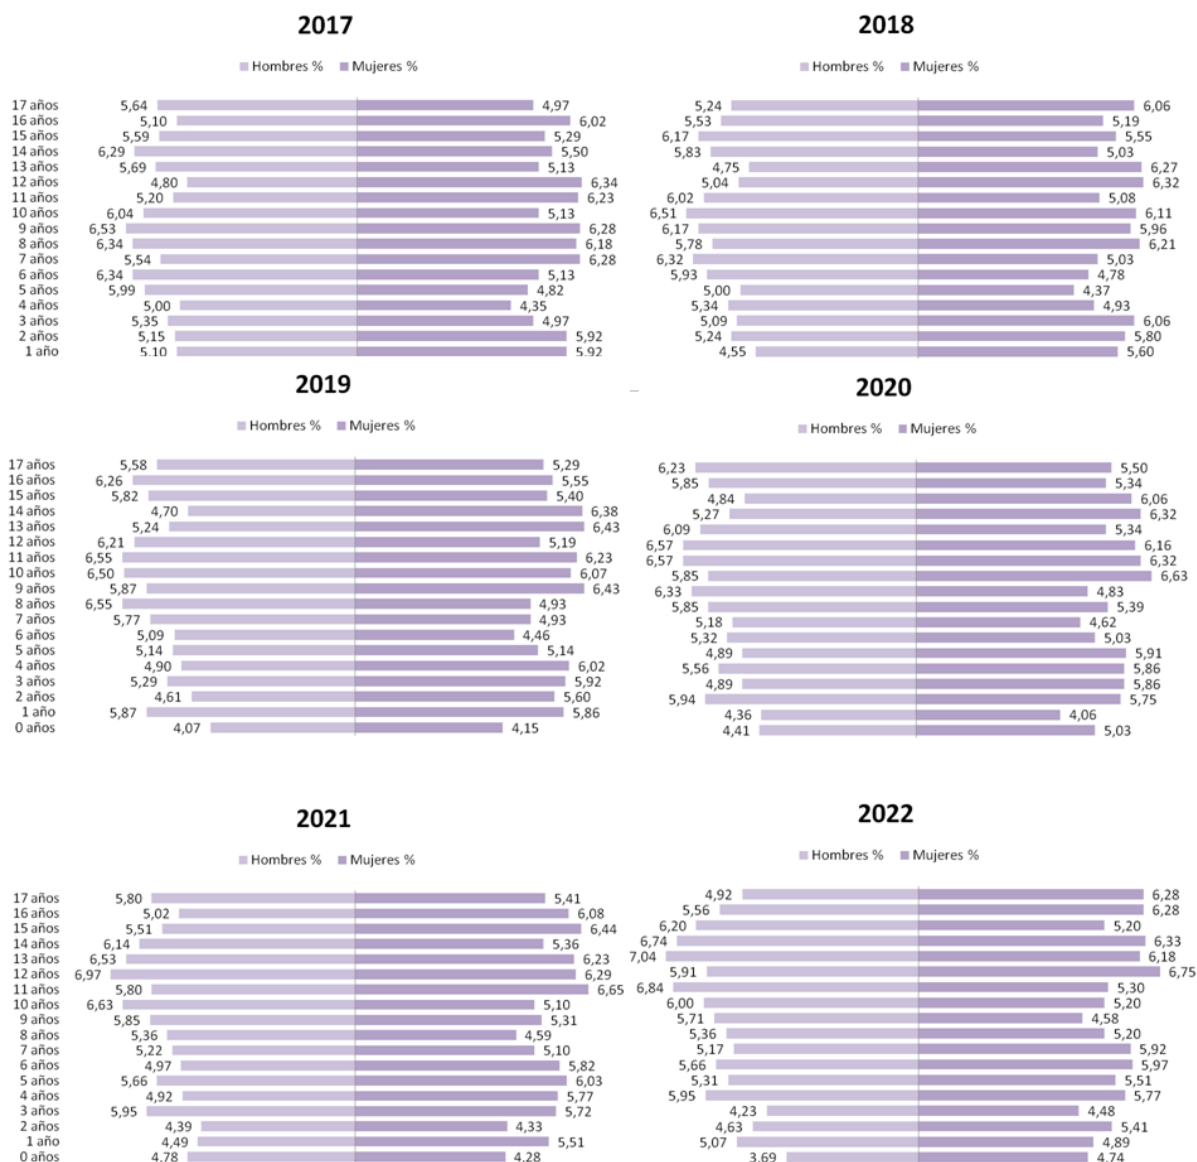 2017
Hombres % Mujeres %
17 años 5,64 4,97
16 años 5,10 6,02
15 años 5,59 5,29
14 años 6,29 5,50
13 años 5,69 5,13
12 años 4,80 6,34
11 años 5,20 6,23
10 años 6,04 5,13
9 años 6,53 6,28
8 años 6,34 6,18
7 años 5,54 6,28
6 años 6,34 5,13
5 años 5,99 4,82
4 años 5,00 4,35
3 años 5,35 4,97
2 años 5,15 5,92
1 año 5,10 5,92
2018
Hombres % Mujeres %
5,24 6,06
5,53 5,19
6,17 5,55
5,83 5,03
4,75 6,27
5,04 6,32
6,02 5,08
6,51 6,11
6,17 5,96
5,78 6,21
6,32 5,03
5,93 4,78
5,00 4,37
5,34 4,93
5,09 6,06
5,24 5,80
4,55 5,60
2019
Hombres % Mujeres %
17 años 5,58 5,29
16 años 6,26 5,55
15 años 5,82 5,40
14 años 4,70 6,38
13 años 5,24 6,43
12 años 6,21 5,19
11 años 6,55 6,23
10 años 6,50 6,07
9 años 5,87 6,43
8 años 6,55 4,93
7 años 5,77 4,93
6 años 5,09 4,46
5 años 5,14 5,14
4 años 4,90 6,02
3 años 5,29 5,92
2 años 4,61 5,60
1 año 5,87 5,86
0 años 4,07 4,15
2020
Hombres % Mujeres %
6,23 5,50
5,85 5,34
4,84 6,06
5,27 6,32
6,09 5,34
6,57 6,16
6,57 6,32
5,85 6,63
6,33 4,83
5,85 5,39
5,18 4,62
5,32 5,03
4,89 5,91
5,56 5,86
4,89 5,86
5,94 5,75
4,36 4,06
4,41 5,03
2021
Hombres % Mujeres %
17 años 5,80 5,41
16 años 5,02 6,08
15 años 5,51 6,44
14 años 6,14 5,36
13 años 6,53 6,23
12 años 6,97 6,29
11 años 5,80 6,65
10 años 6,63 5,10
9 años 5,85 5,31
8 años 5,36 4,59
7 años 5,22 5,10
6 años 4,97 5,82
5 años 5,66 6,03
4 años 4,92 5,77
3 años 5,95 5,72
2 años 4,39 4,33
1 año 4,49 5,51
0 años 4,78 4,28
2022
Hombres % Mujeres %
4,92 6,28
5,56 6,28
6,20 5,20
6,74 6,33
7,04 6,18
5,91 6,75
6,84 5,30
6,00 5,20
5,71 4,58
5,36 5,20
5,17 5,92
5,66 5,97
5,31 5,51
5,95 5,77
4,23 4,48
4,63 5,41
5,07 4,89
3,69 4,74